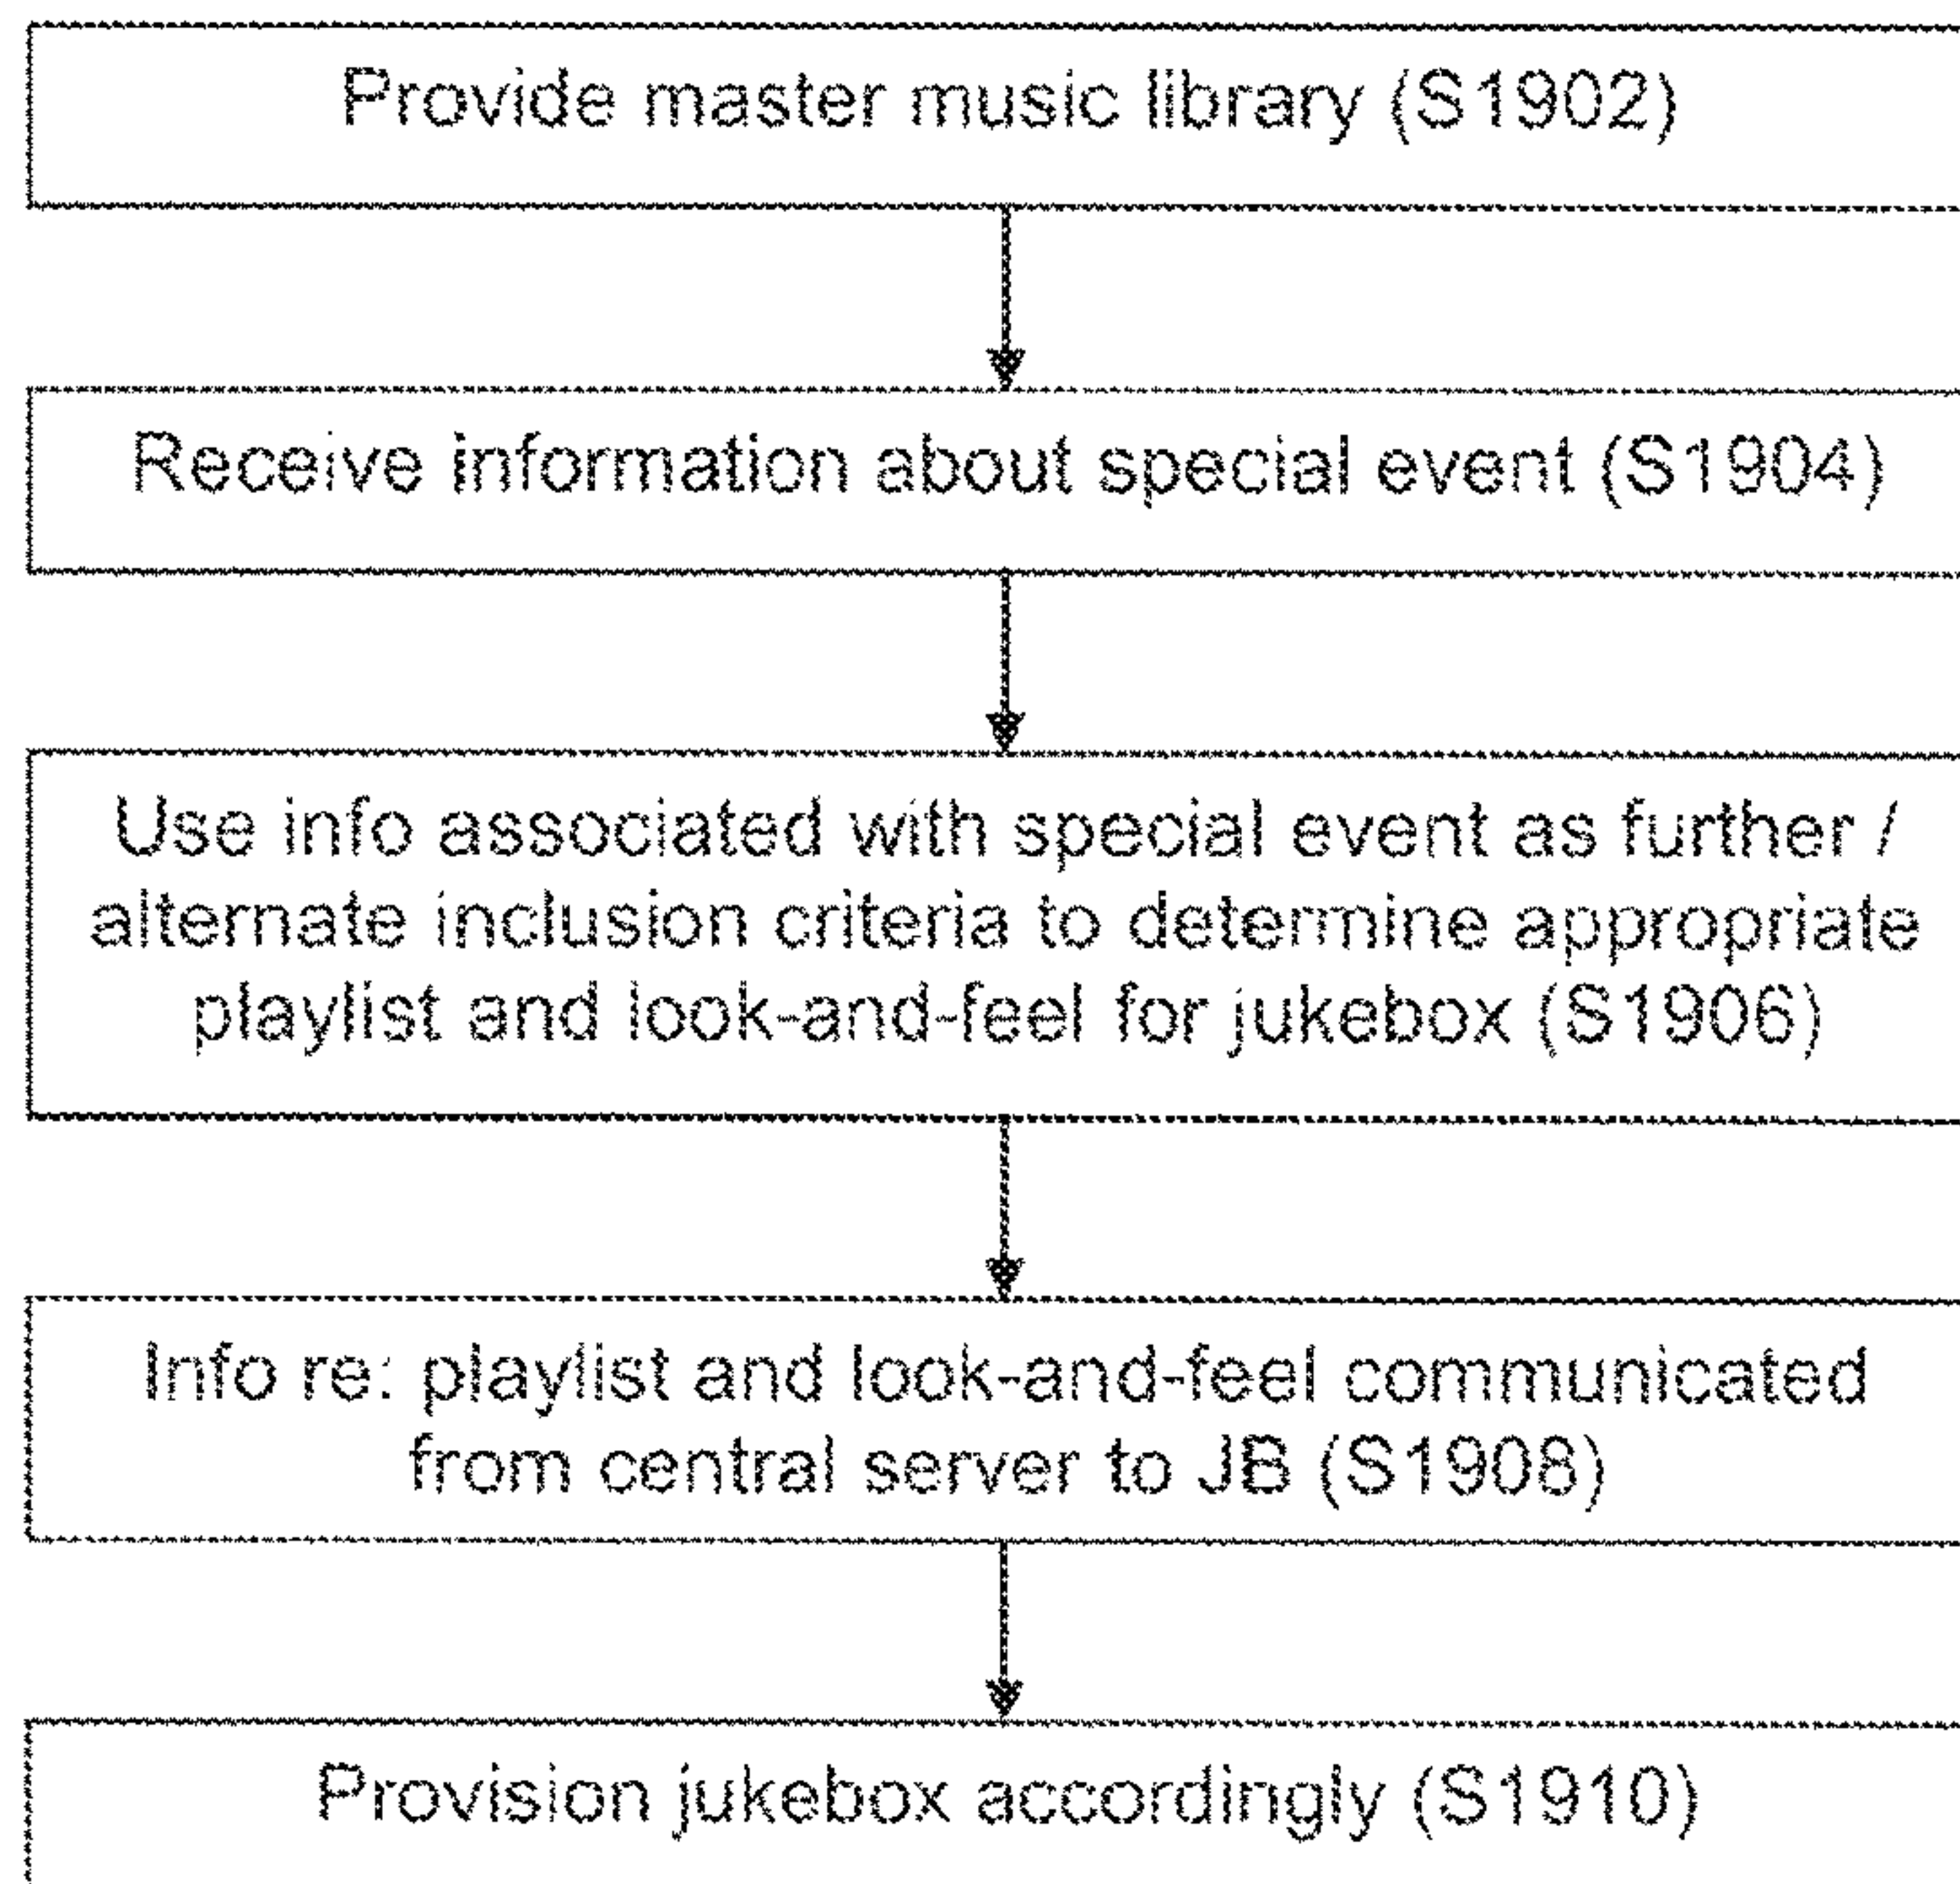 Provide master music library (S1902)
Receive information about special event (S1904)
Use info associated with special event as further /
alternate inclusion criteria to determine appropriate
playlist and look-and-feel for jukebox (S1906)
Info re: playlist and look-and-feel communicated
from central server to JB (S1908)
Provision jukebox accordingly (S1910)